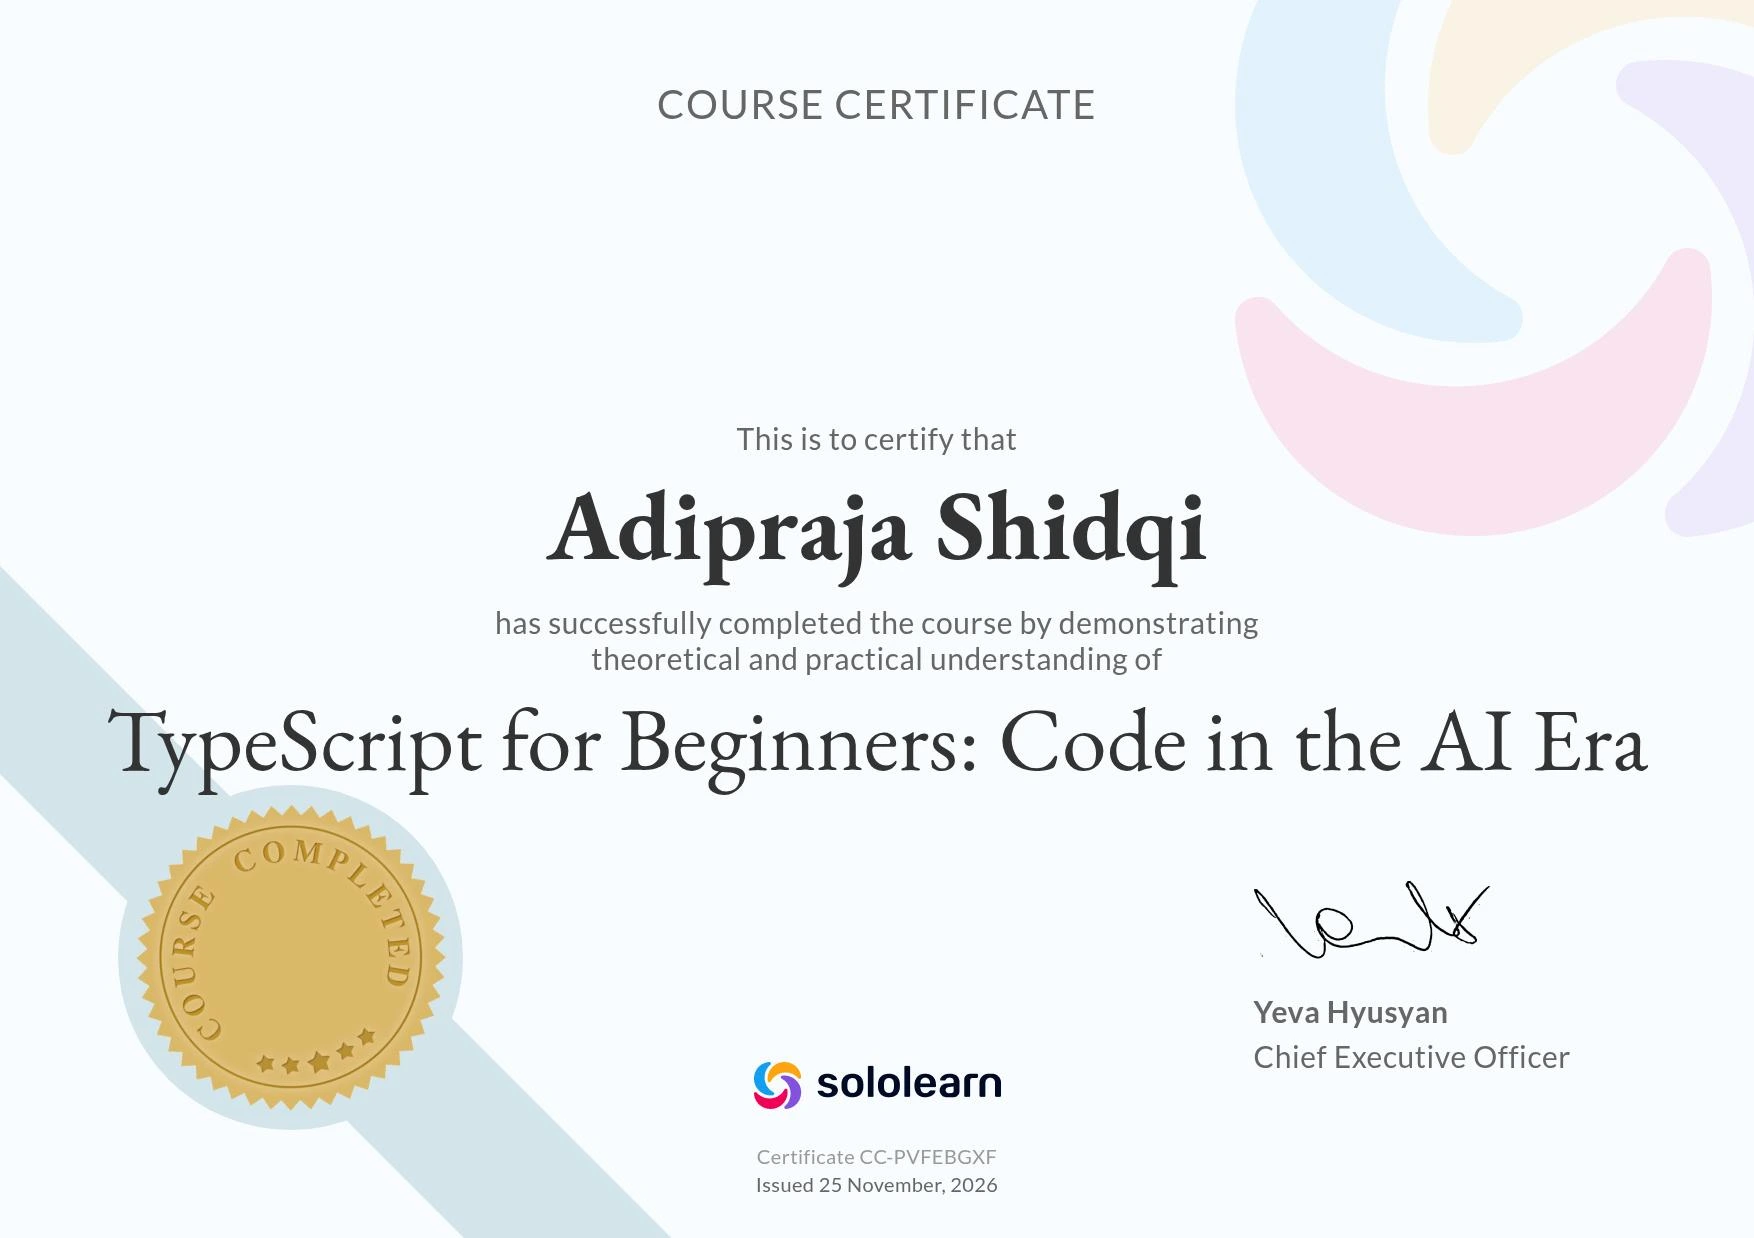 COURSE CERTIFICATE
This is to certify that
Adipraja Shidqi
has successfully completed the course by demonstrating
theoretical and practical understanding of
TypeScript for Beginners: Code in the AI Era
COURSE COMPLETED
Yeva Hyusyan
Chief Executive Officer
sololearn
Certificate CC-PVFEBGXF
Issued 25 November, 2026